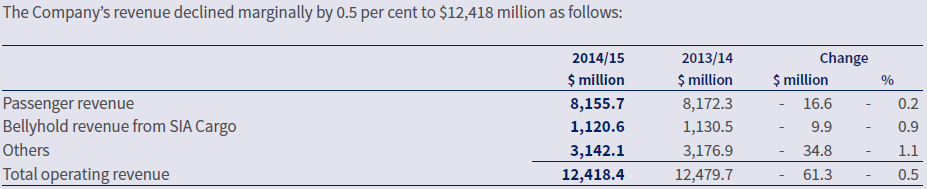 The Company's revenue declined marginally by 0.5 per cent to $12,418 million as follows:
2014/15 2013/14 Change
$ million $ million $ million %
Passenger revenue 8,155.7 8,172.3 - 16.6 - 0.2
Bellyhold revenue from SIA Cargo 1,120.6 1,130.5 - 9.9 - 0.9
Others 3,142.1 3,176.9 - 34.8 - 1.1
Total operating revenue 12,418.4 12,479.7 - 61.3 - 0.5